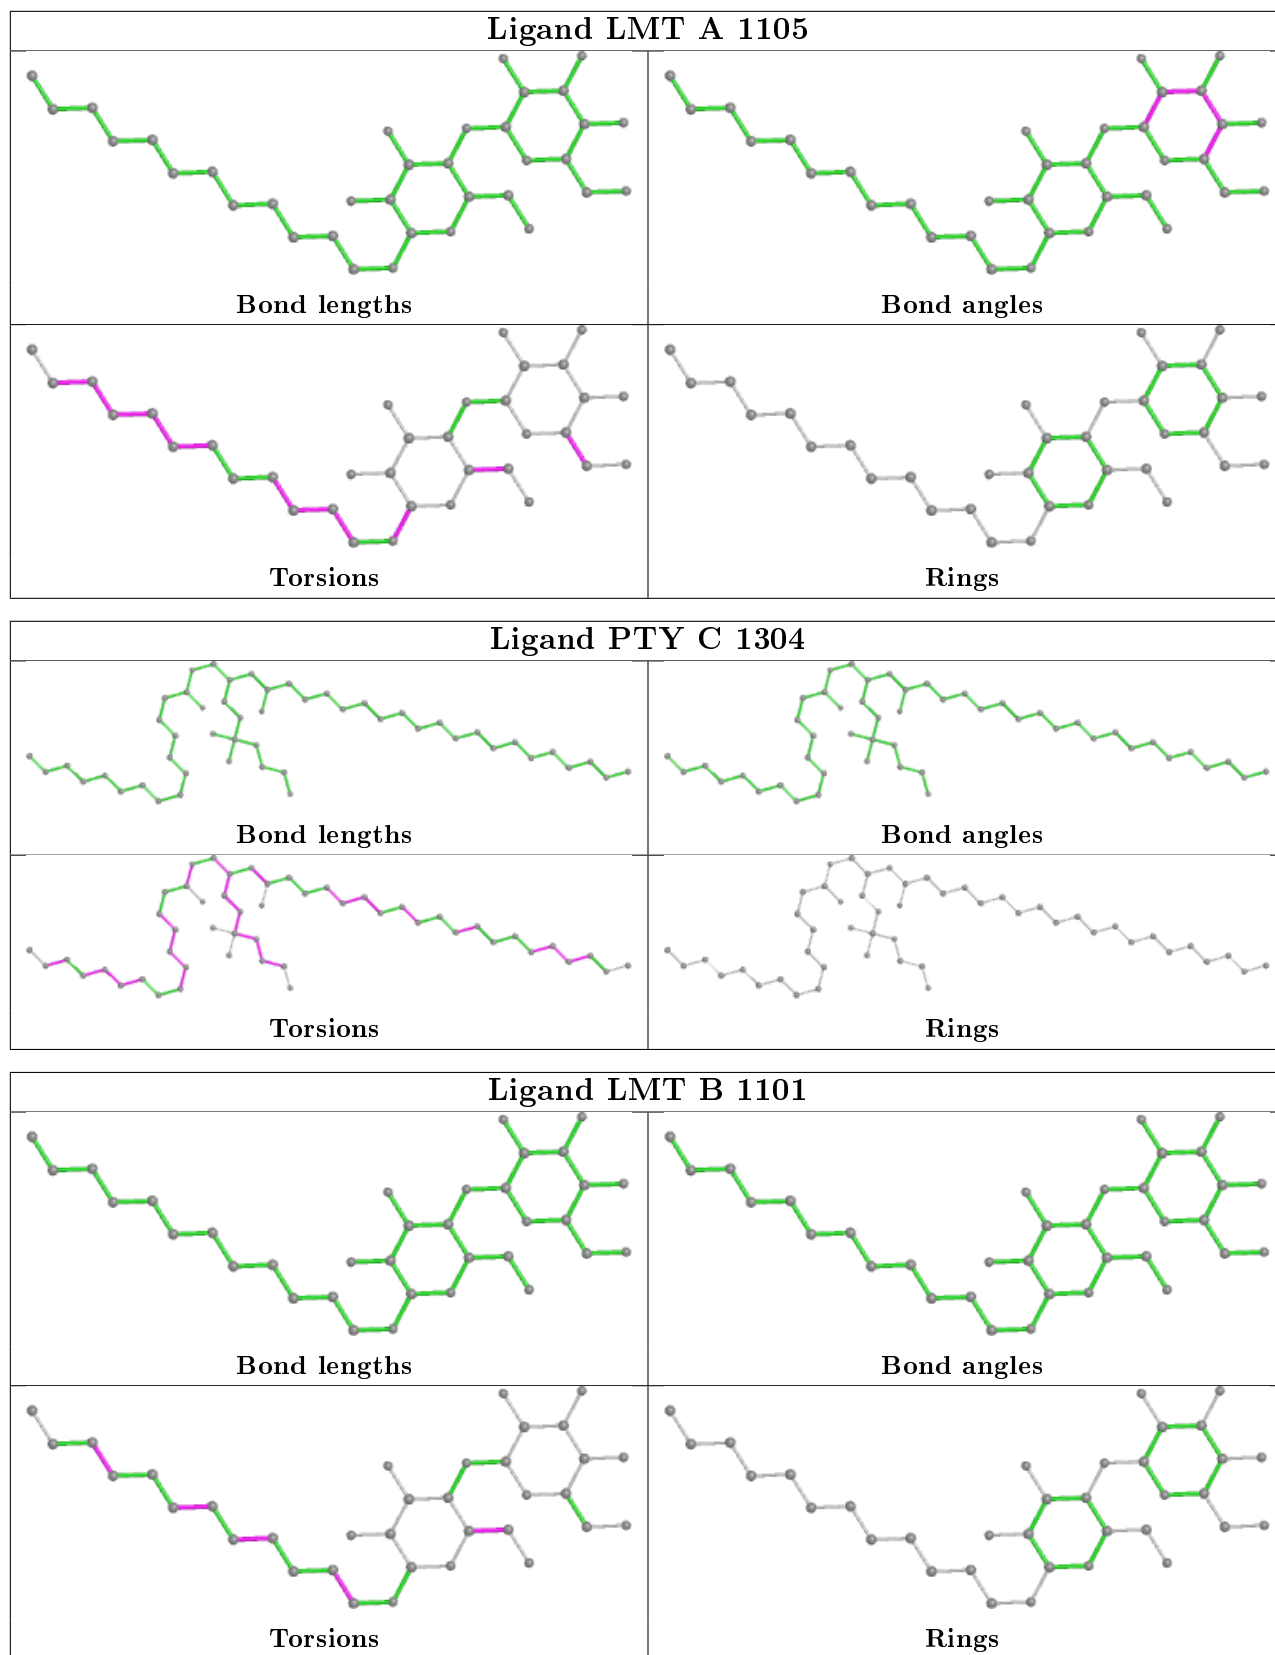 Ligand LMT A 1105
Bond lengths
Bond angles
Torsions
Rings
Ligand PTY C 1304
Bond lengths
Bond angles
Torsions
Rings
Ligand LMT B 1101
Bond lengths
Bond angles
Torsions
Rings